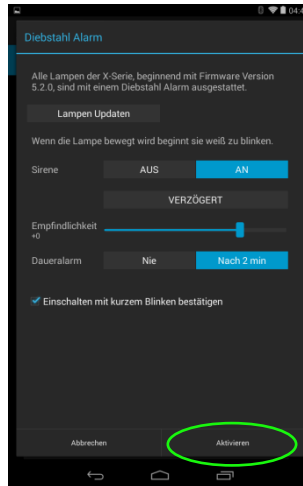 04:4
Diebstahl Alarm
Alle Lampen der X-Serie, beginnend mit Firmware Version
5.2.0, sind mit einem Diebstahl Alarm ausgestattet.
Lampen Updaten
Wenn die Lampe bewegt wird beginnt sie weiß zu blinken.
Sirene AUS AN
VERZÖGERT
Empfindlichkeit
+0
Daueralarm Nie Nach 2 min
Einschalten mit kurzem Blinken bestätigen
Abbrechen Aktivieren